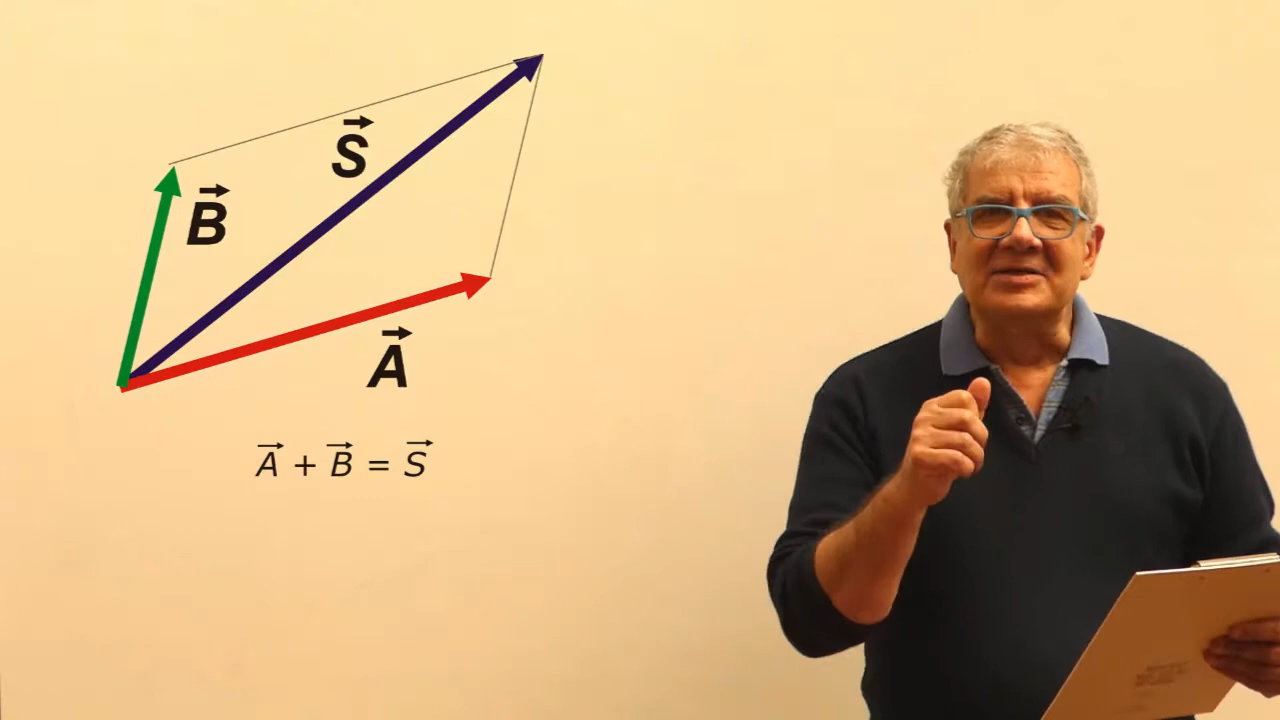 S⃗
B⃗
A⃗
A⃗ + B⃗ = S⃗